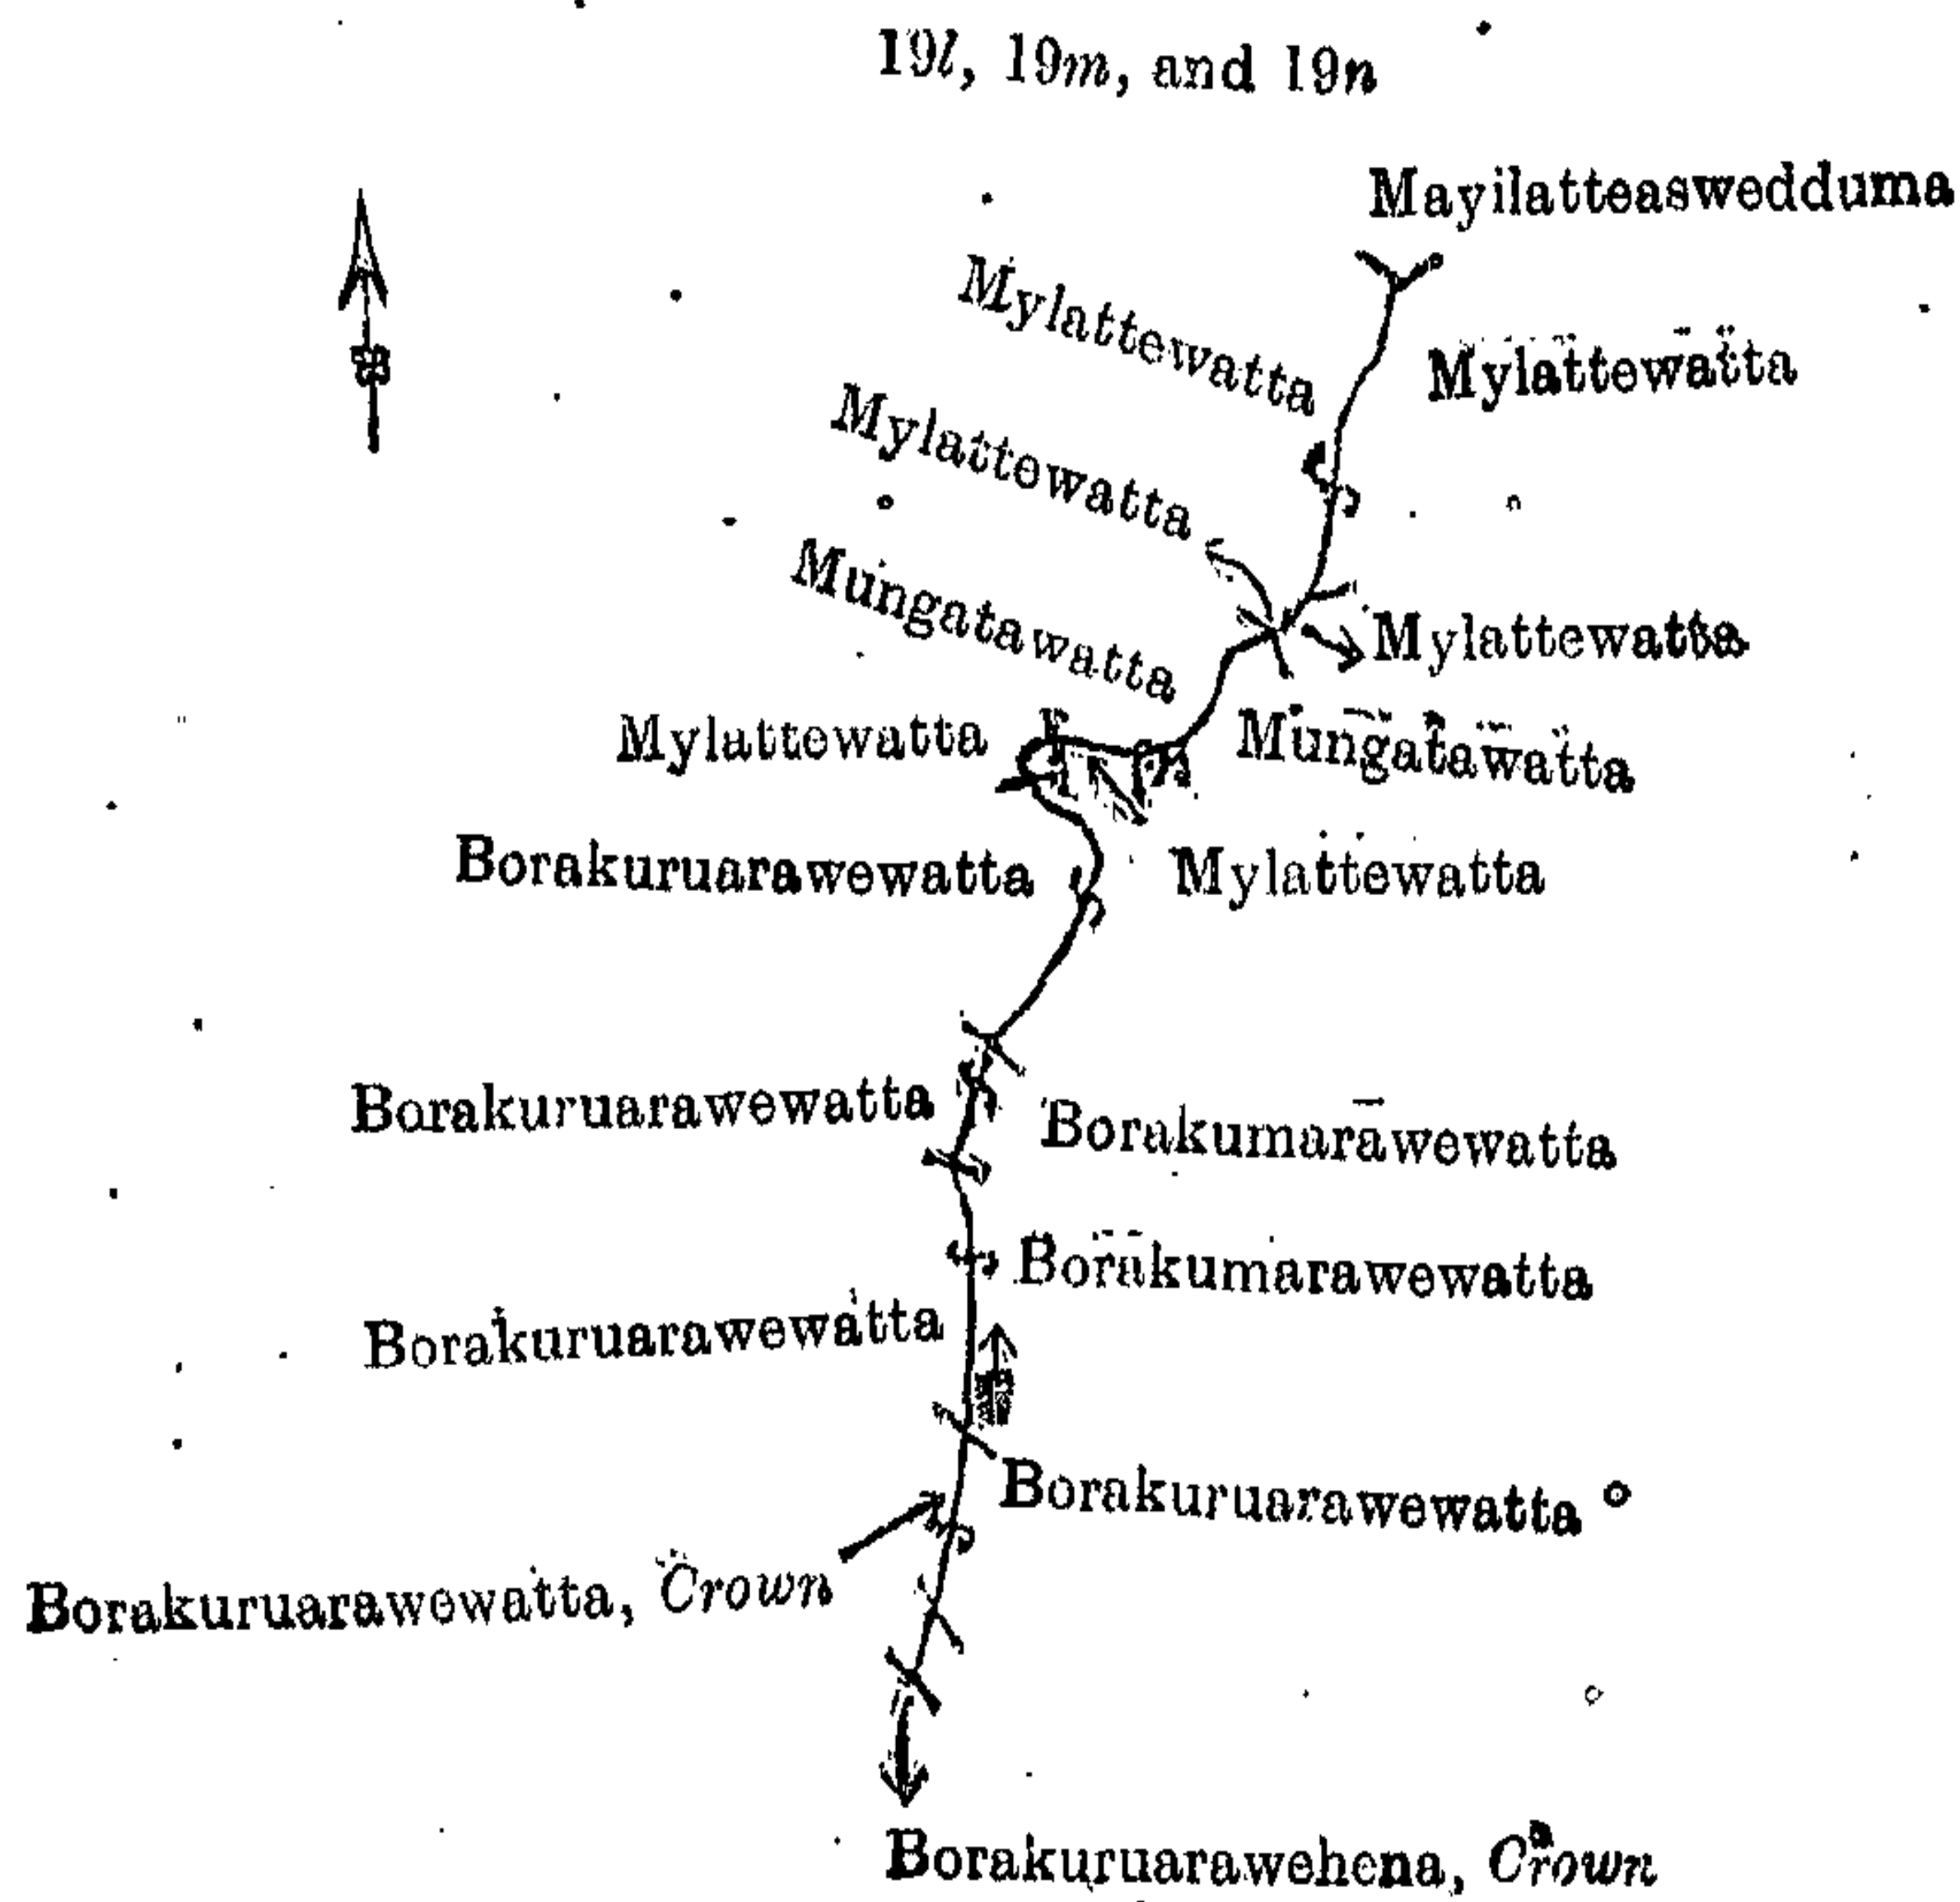 19l, 19m, and 19n
Mayilatteaswedduma
Mylattewatta
Mylattewatta
Mylattewatta
Mungatawatta
Mylattewatta
Mylattewatta
Mungatawatta
Borakuruarawewatta
Mylattewatta
Borakuruarawewatta
Borakumarawewatta
Borakumarawewatta
Borakuruarawewatta
Borakuruarawewatta
Borakuruarawewatta, Crown
Borakuruarawehena, Crown